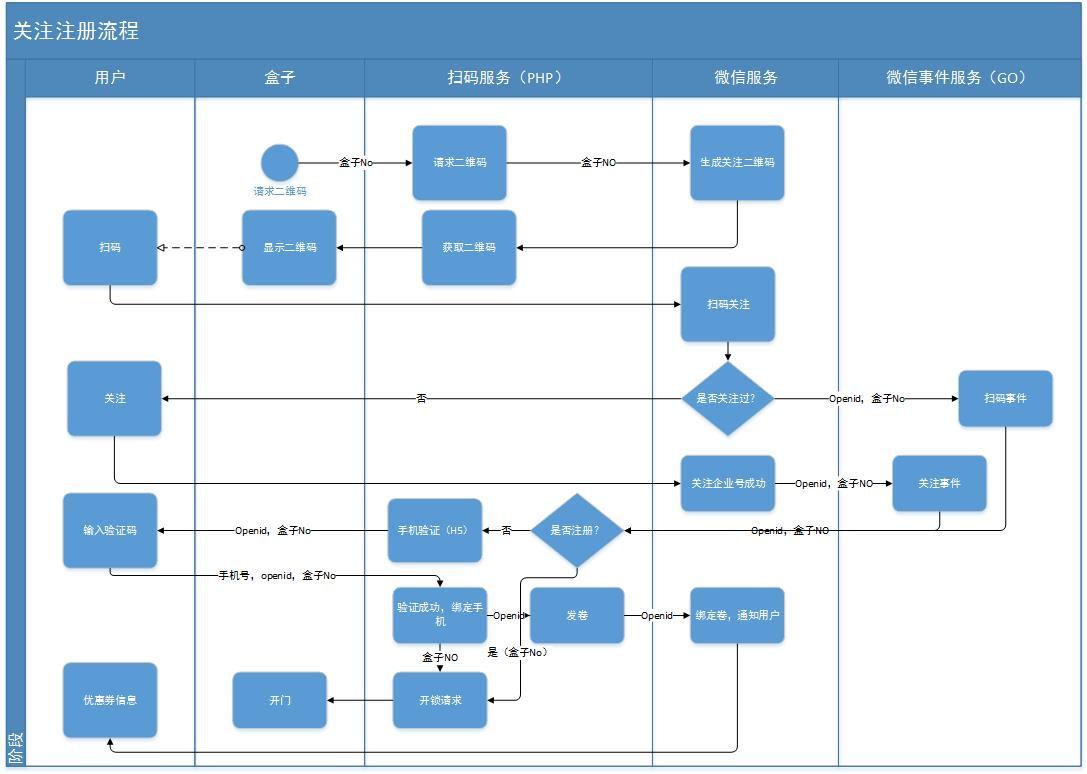 关注注册流程
用户
盒子
扫码服务（PHP）
微信服务
微信事件服务（GO）
盒子No
请求二维码
盒子NO
生成关注二维码
请求二维码
扫码
显示二维码
获取二维码
扫码关注
关注
否
是否关注过？
Openid，盒子No
扫码事件
关注企业号成功
Openid，盒子NO
关注事件
输入验证码
Openid，盒子No
手机验证（H5）
否
是否注册？
Openid，盒子NO
手机号，openid，盒子No
验证成功，绑定手
机
Openid
发卷
Openid
绑定卷，通知用户
盒子NO
是（盒子No）
优惠券信息
开门
开锁请求
阶段